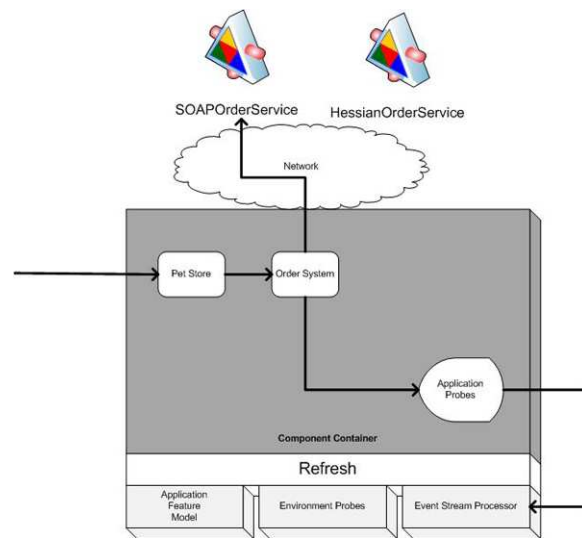 SOAPOrderService
HessianOrderService
Network
Pet Store
Order System
Application
Probes
Component Container
Refresh
Application
Feature
Model
Environment Probes
Event Stream Processor